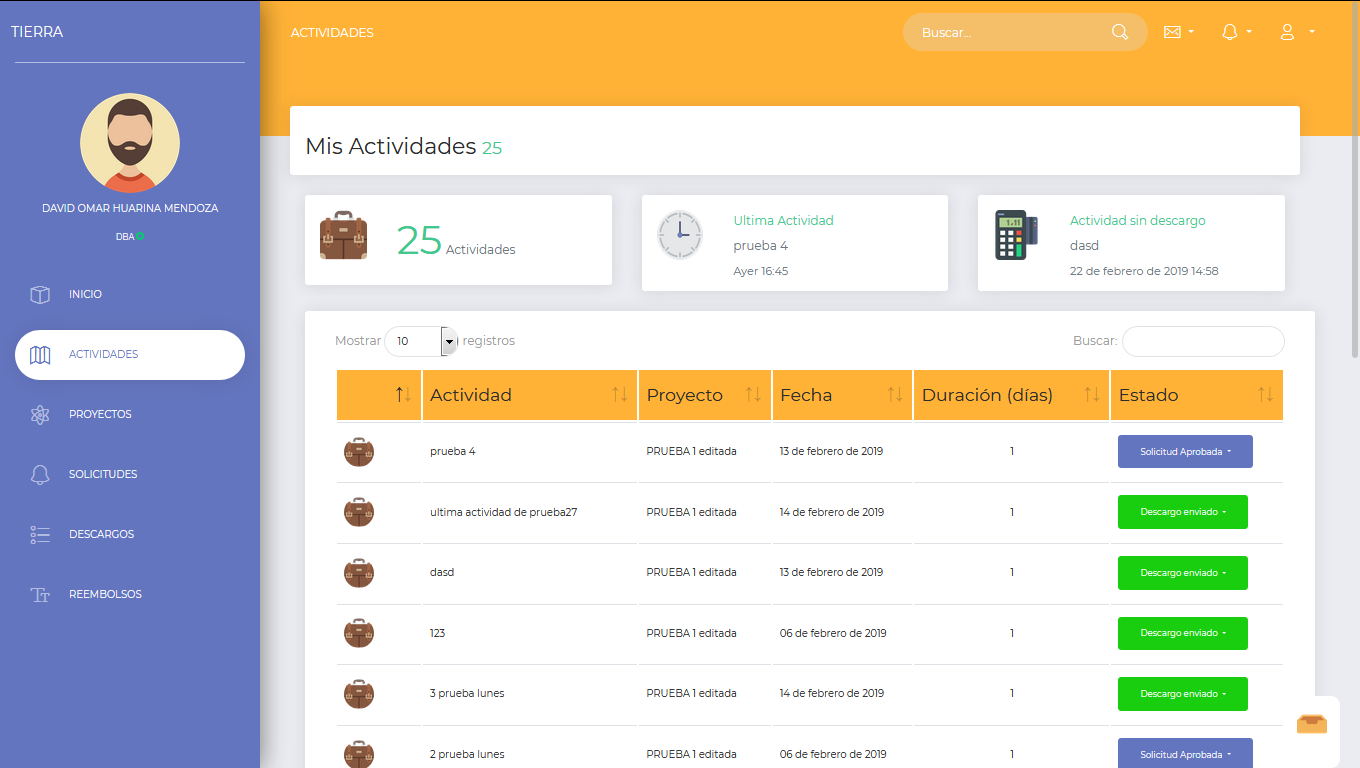 TIERRA
ACTIVIDADES
Buscar...
DAVID OMAR HUARINA MENDOZA
DBA
INICIO
ACTIVIDADES
PROYECTOS
SOLICITUDES
DESCARGOS
REEMBOLSOS
Mis Actividades 25
25 Actividades
Ultima Actividad
prueba 4
Ayer 16:45
Actividad sin descargo
dasd
22 de febrero de 2019 14:58
Mostrar 10 registros
Buscar:
Actividad Proyecto Fecha Duración (días) Estado
prueba 4 PRUEBA 1 editada 13 de febrero de 2019 1 Solicitud Aprobada
ultima actividad de prueba27 PRUEBA 1 editada 14 de febrero de 2019 1 Descargo enviado
dasd PRUEBA 1 editada 13 de febrero de 2019 1 Descargo enviado
123 PRUEBA 1 editada 06 de febrero de 2019 1 Descargo enviado
3 prueba lunes PRUEBA 1 editada 14 de febrero de 2019 1 Descargo enviado
2 prueba lunes PRUEBA 1 editada 06 de febrero de 2019 1 Solicitud Aprobada